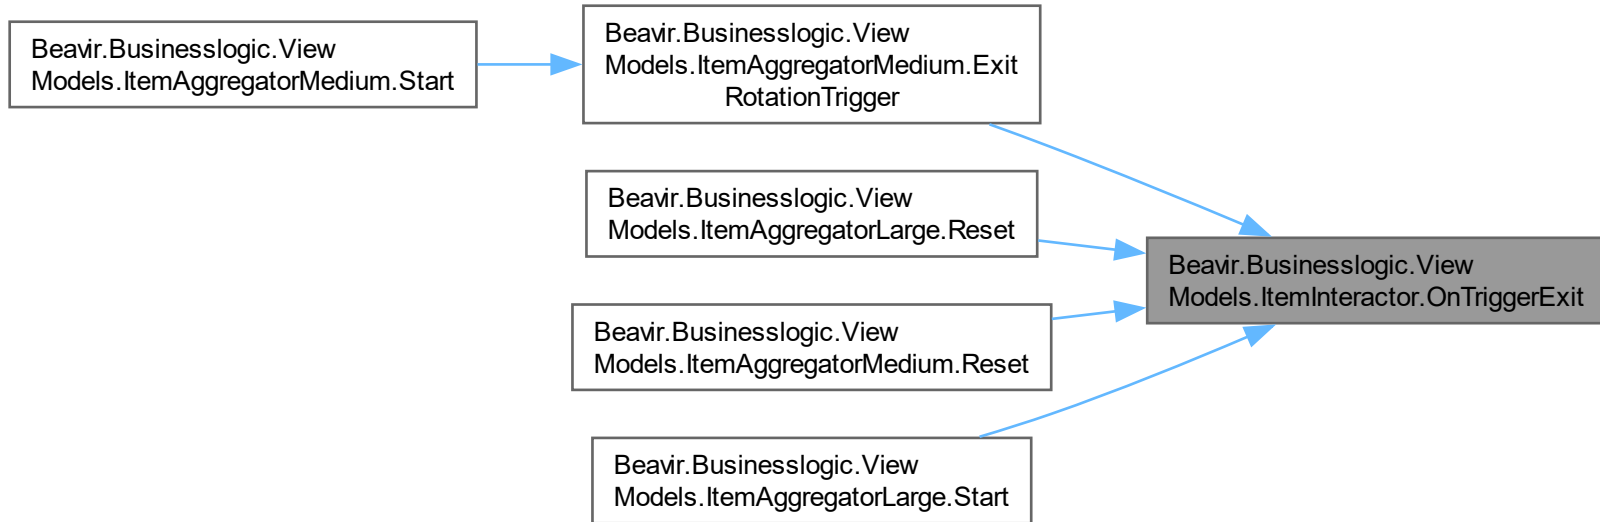 Beavir.Businesslogic.View
Models.ItemAggregatorMedium.Start
Beavir.Businesslogic.View
Models.ItemAggregatorMedium.Exit
RotationTrigger
Beavir.Businesslogic.View
Models.ItemAggregatorLarge.Reset
Beavir.Businesslogic.View
Models.ItemInteractor.OnTriggerExit
Beavir.Businesslogic.View
Models.ItemAggregatorMedium.Reset
Beavir.Businesslogic.View
Models.ItemAggregatorLarge.Start